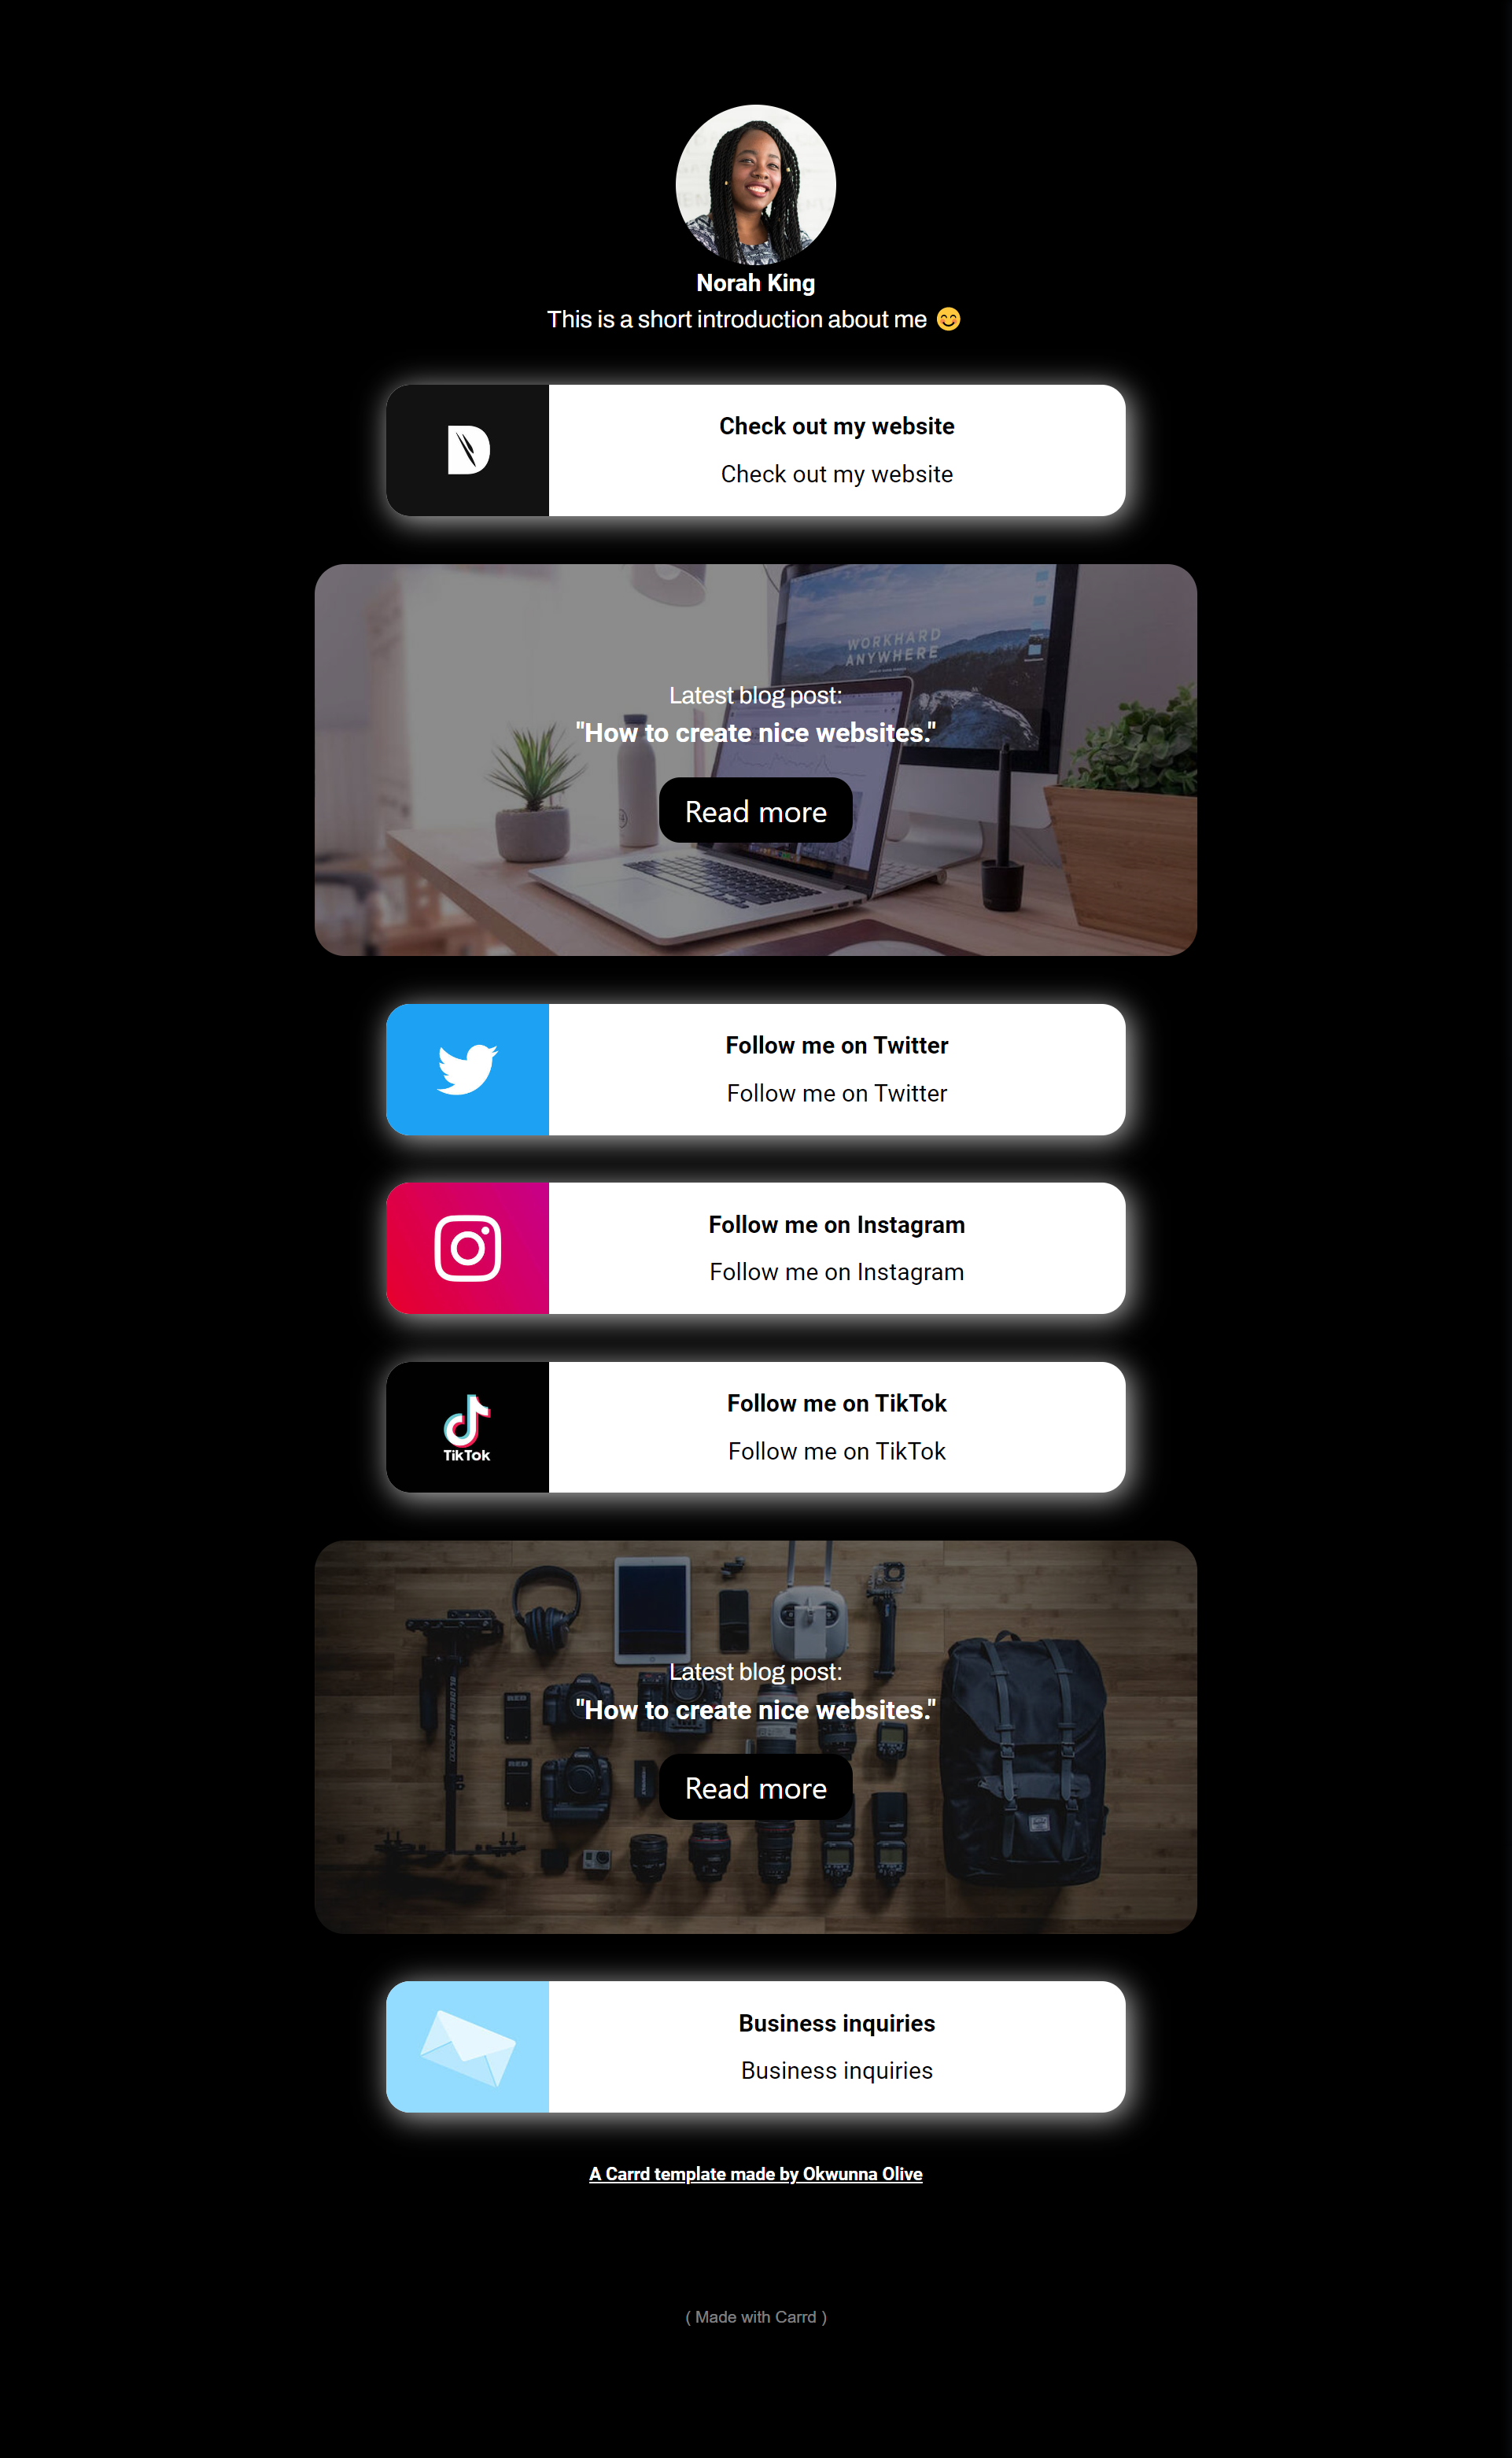 Norah King
This is a short introduction about me 😊
Check out my website
Check out my website
WORKHARD
ANYWHERE
Latest blog post:
"How to create nice websites."
Read more
Follow me on Twitter
Follow me on Twitter
Follow me on Instagram
Follow me on Instagram
TikTok
Follow me on TikTok
Follow me on TikTok
Latest blog post:
"How to create nice websites."
RED
RED
Read more
Business inquiries
Business inquiries
A Carrd template made by Okwunna Olive
( Made with Carrd )